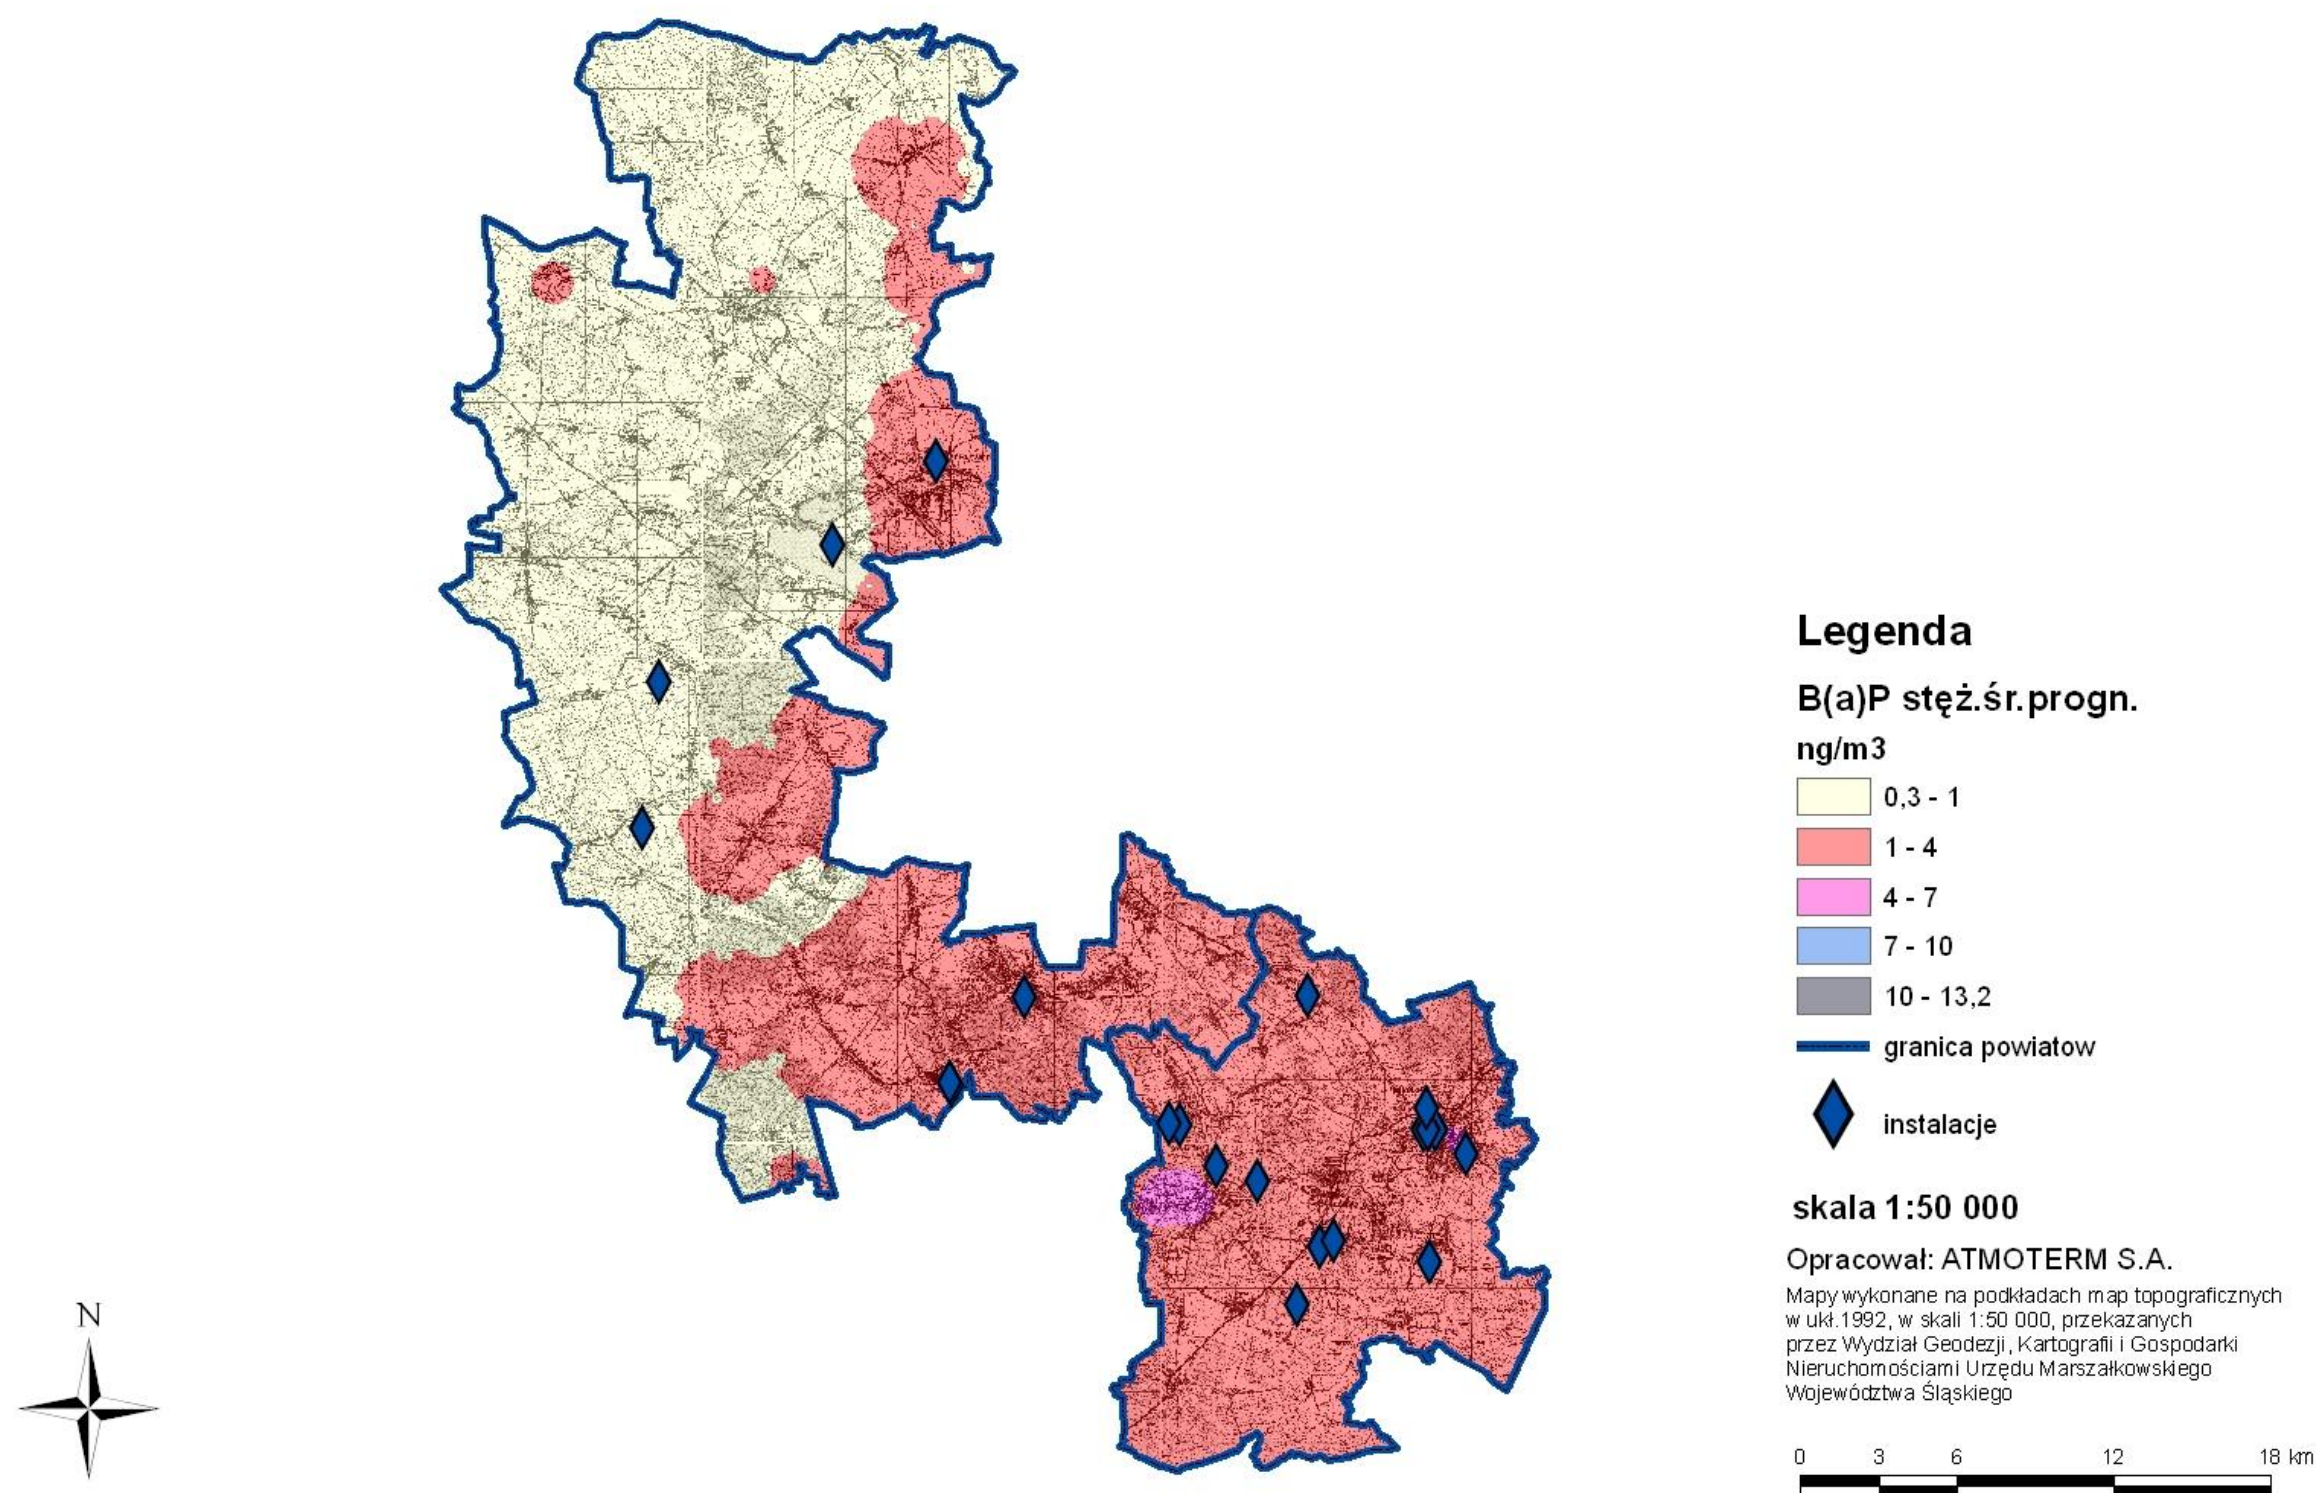 Legenda
B(a)P stęż.śr.progn.
ng/m3
0,3 - 1
1 - 4
4 - 7
7 - 10
10 - 13,2
granica powiatow
instalacje
skala 1:50 000
Opracował: ATMOTERM S.A.
Mapy wykonane na podkładach map topograficznych
w ukł.1992, w skali 1:50 000, przekazanych
przez Wydział Geodezji, Kartografii i Gospodarki
Nieruchomościami Urzędu Marszałkowskiego
Województwa Śląskiego
N
0 3 6 12 18 km